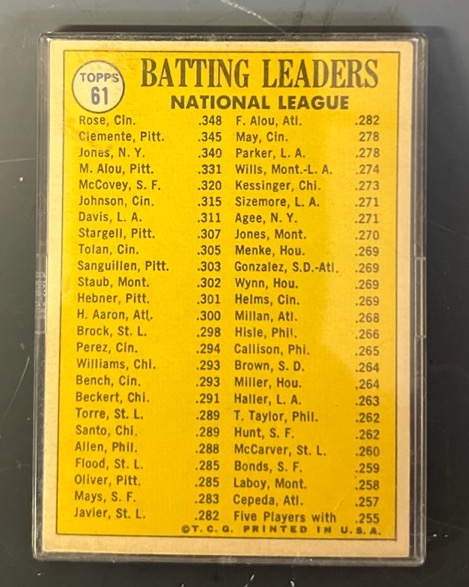 TOPPS
61
BATTING LEADERS
NATIONAL LEAGUE
Rose, Cin. .348
Clemente, Pitt. .345
Jones, N. Y. .340
M. Alou, Pitt. .331
McCovey, S. F. .320
Johnson, Cin. .315
Davis, L. A. .311
Stargell, Pitt. .307
Tolan, Cin. .305
Sanguillen, Pitt. .303
Staub, Mont. .302
Hebner, Pitt. .301
H. Aaron, Atl. .300
Brock, St. L. .298
Perez, Cin. .294
Williams, Chi. .293
Bench, Cin. .293
Beckert, Chi. .291
Torre, St. L. .289
Santo, Chi. .289
Allen, Phil. .288
Flood, St. L. .285
Oliver, Pitt. .285
Mays, S. F. .283
Javier, St. L. .282
F. Alou, Atl. .282
May, Cin. .278
Parker, L. A. .278
Wills, Mont.-L. A. .274
Kessinger, Chi. .273
Sizemore, L. A. .271
Agee, N. Y. .271
Jones, Mont. .270
Menke, Hou. .269
Gonzalez, S.D.-Atl. .269
Wynn, Hou. .269
Helms, Cin. .269
Millan, Atl. .268
Hisle, Phil. .266
Callison, Phi. .265
Brown, S. D. .264
Miller, Hou. .264
Haller, L. A. .263
T. Taylor, Phil. .262
Hunt, S. F. .262
McCarver, St. L. .260
Bonds, S. F. .259
Laboy, Mont. .258
Cepeda, Atl. .257
Five Players with .255
©T.C.G. PRINTED IN U.S.A.